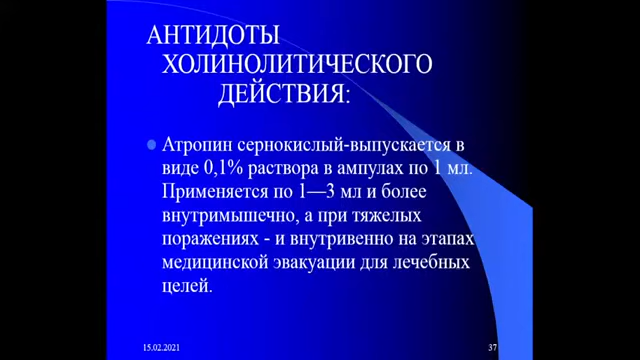 АНТИДОТЫ
ХОЛИНОЛИТИЧЕСКОГО
ДЕЙСТВИЯ:
Атропин сернокислый-выпускается в
виде 0,1% раствора в ампулах по 1 мл.
Применяется по 1—3 мл и более
внутримышечно, а при тяжелых
поражениях - и внутривенно на этапах
медицинской эвакуации для лечебных
целей.
15.02.2021
37